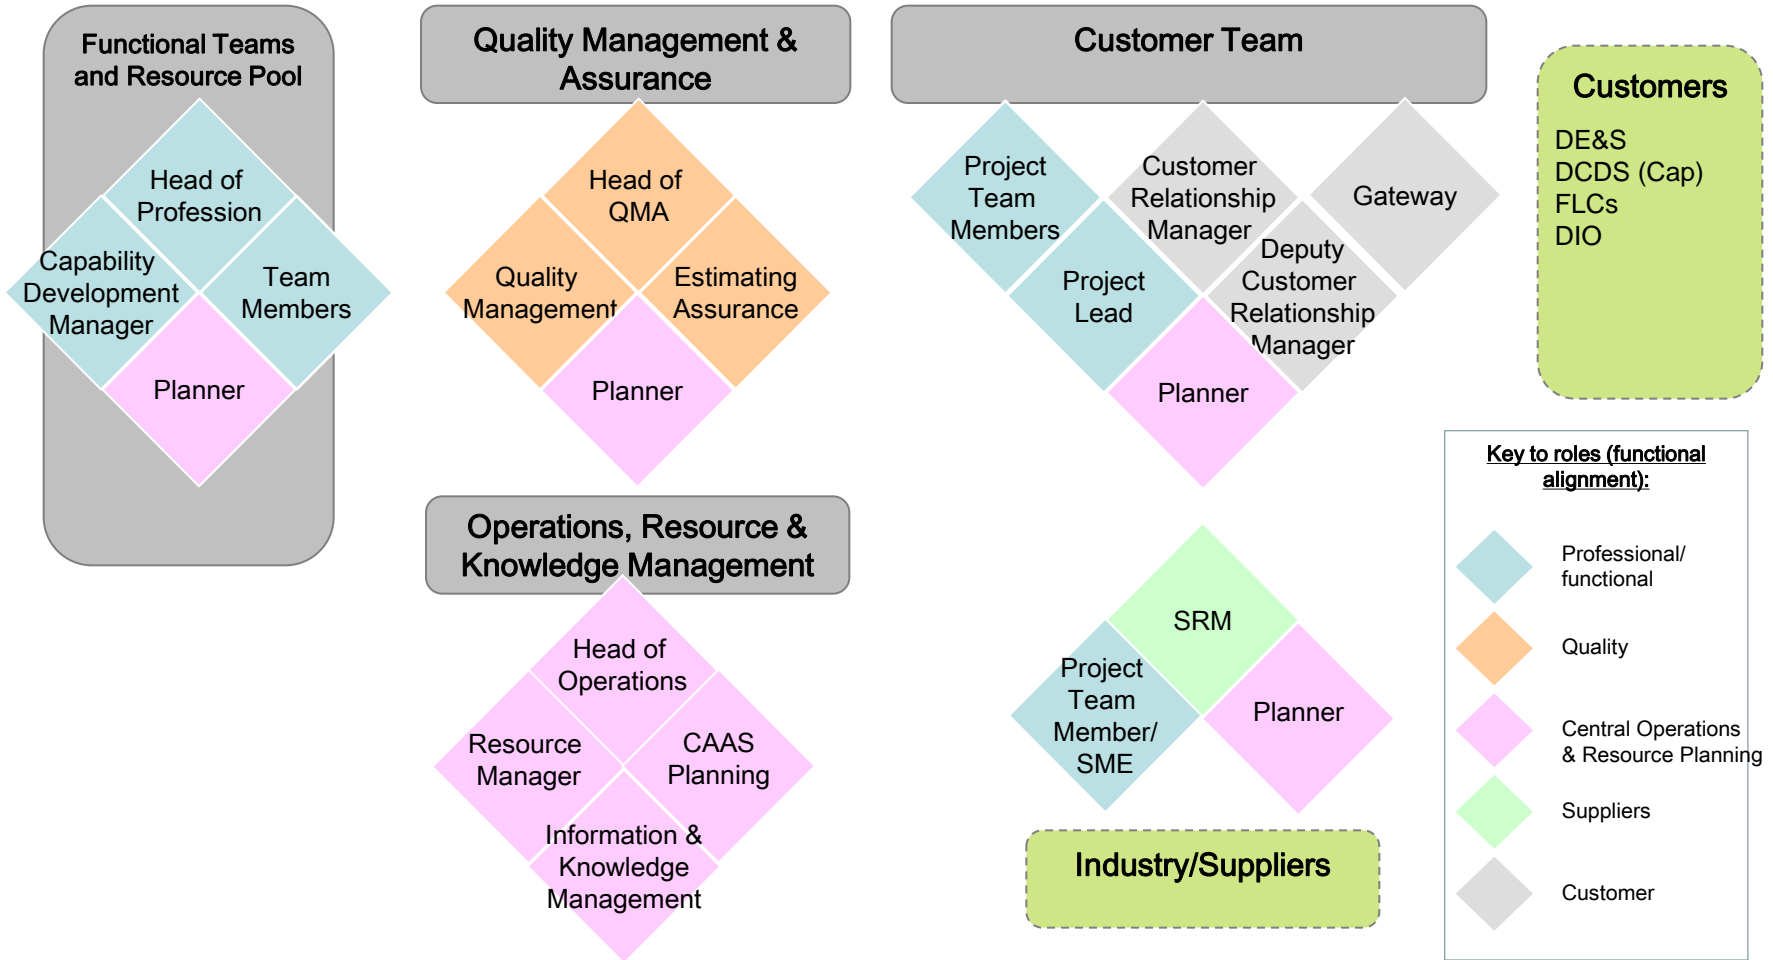 Functional Teams
and Resource Pool
Head of
Profession
Capability
Development
Manager
Team
Members
Planner
Quality Management &
Assurance
Head of
QMA
Quality
Management
Estimating
Assurance
Planner
Customer Team
Project
Team
Members
Customer
Relationship
Manager
Gateway
Project
Lead
Deputy
Customer
Relationship
Manager
Planner
Customers
DE&S
DCDS (Cap)
FLCs
DIO
Operations, Resource &
Knowledge Management
Head of
Operations
Resource
Manager
CAAS
Planning
Information &
Knowledge
Management
SRM
Project
Team
Member/
SME
Planner
Industry/Suppliers
Key to roles (functional
alignment):
Professional/
functional
Quality
Central Operations
& Resource Planning
Suppliers
Customer